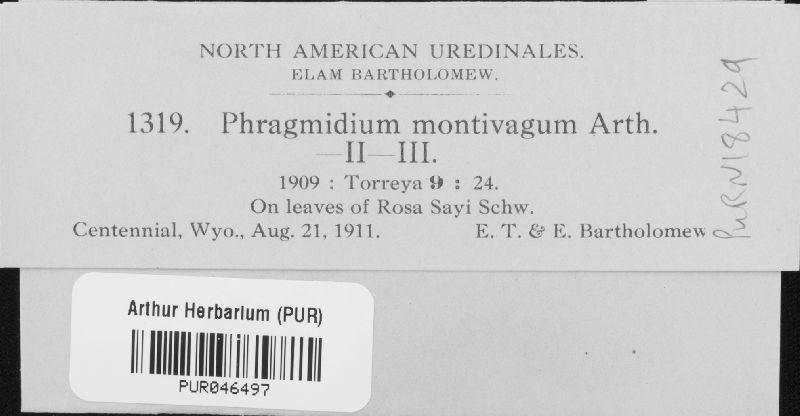 NORTH AMERICAN UREDINALES.
ELAM BARTHOLOMEW.
1319. Phragmidium montivagum Arth.
—II—III.
1909 : Torreya 9 : 24.
On leaves of Rosa Sayi Schw.
Centennial, Wyo., Aug. 21, 1911. E. T. & E. Bartholomew
PURN18429
Arthur Herbarium (PUR)
PUR046497